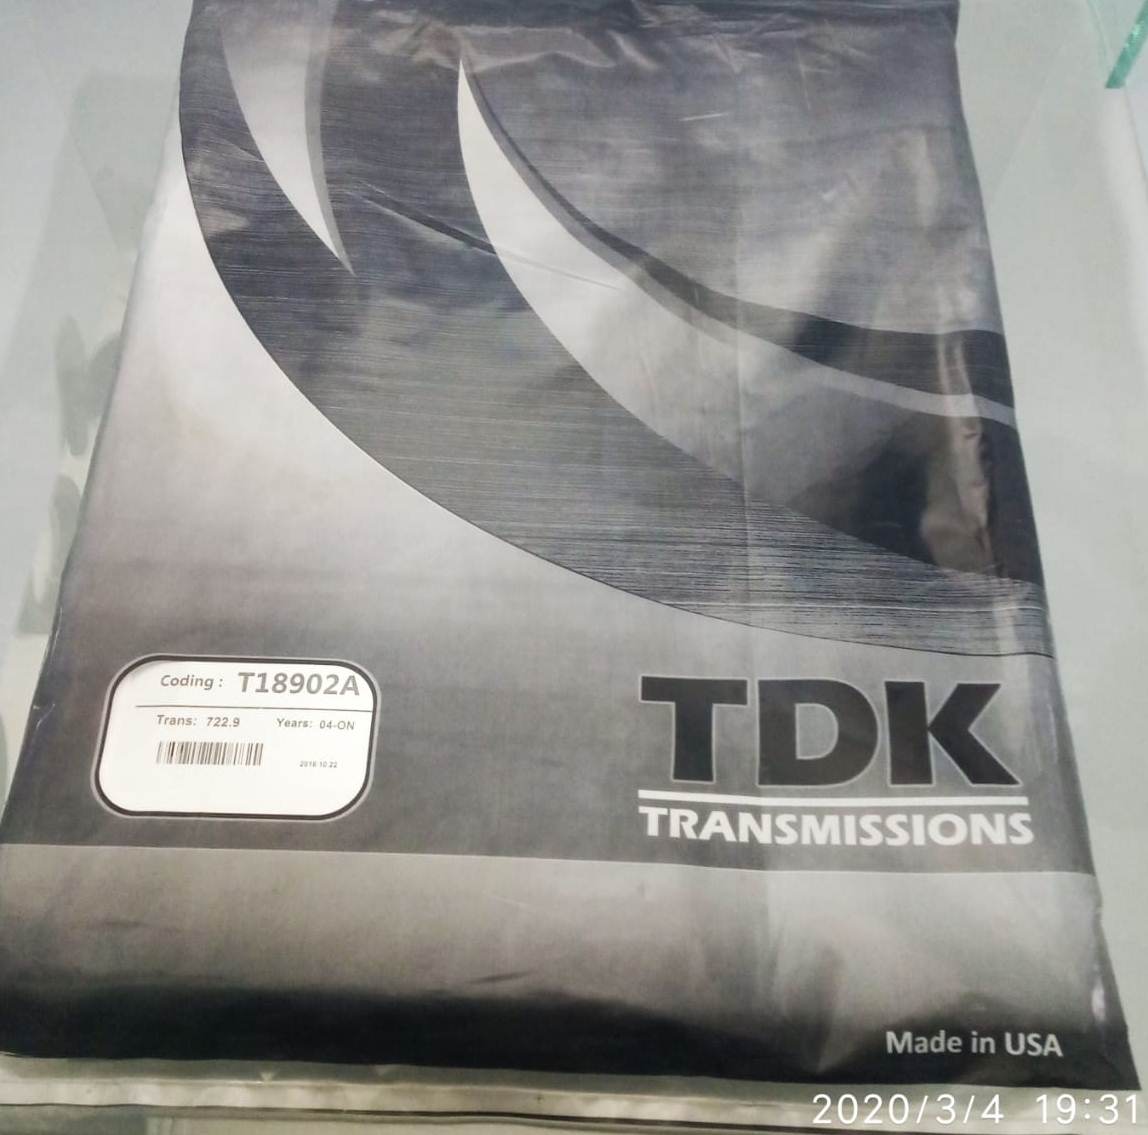 Coding : T18902A
Trans: 722.9 Years: 04-ON
2018.10.22
TDK
TRANSMISSIONS
Made in USA
2020/3/4 19:31